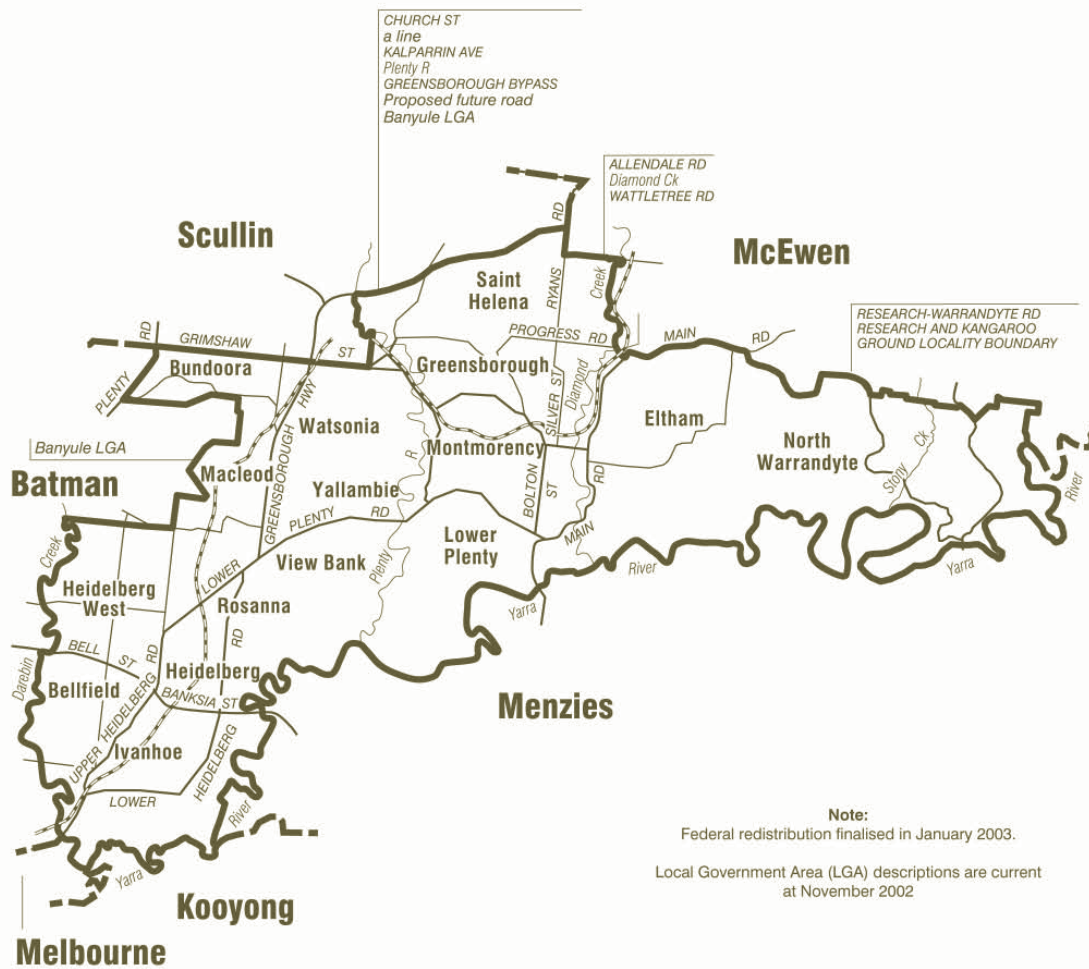 CHURCH ST
a line
KALPARRIN AVE
Plenty R
GREENSBOROUGH BYPASS
Proposed future road
Banyule LGA
ALLENDALE RD
Diamond Ck
WATTLETREE RD
Scullin
McEwen
RD
Saint
Helena
RYANS
Creek
RESEARCH-WARRANDYTE RD
RESEARCH AND KANGAROO
GROUND LOCALITY BOUNDARY
PLENTY RD
GRIMSHAW ST
PROGRESS RD
MAIN RD
Bundoora
Greensborough
HWY
SILVER ST
Diamond
Watsonia
Eltham
Banyule LGA
Montmorency
North
Warrandyte
Stony Ck
River
Batman
Macleod
R
Yallambie
GREENSBOROUGH
BOLTON ST
RD
PLENTY RD
Lower
Plenty
MAIN
Creek
LOWER
View Bank
Plenty
River
Yarra
Heidelberg
West
Rosanna
Yarra
RD
BELL ST
RD
Heidelberg
Darebin
Bellfield
BANKSIA ST
Menzies
UPPER HEIDELBERG
Ivanhoe
HEIDELBERG
LOWER
River
Note:
Federal redistribution finalised in January 2003.
Local Government Area (LGA) descriptions are current
at November 2002
Yarra
Kooyong
Melbourne